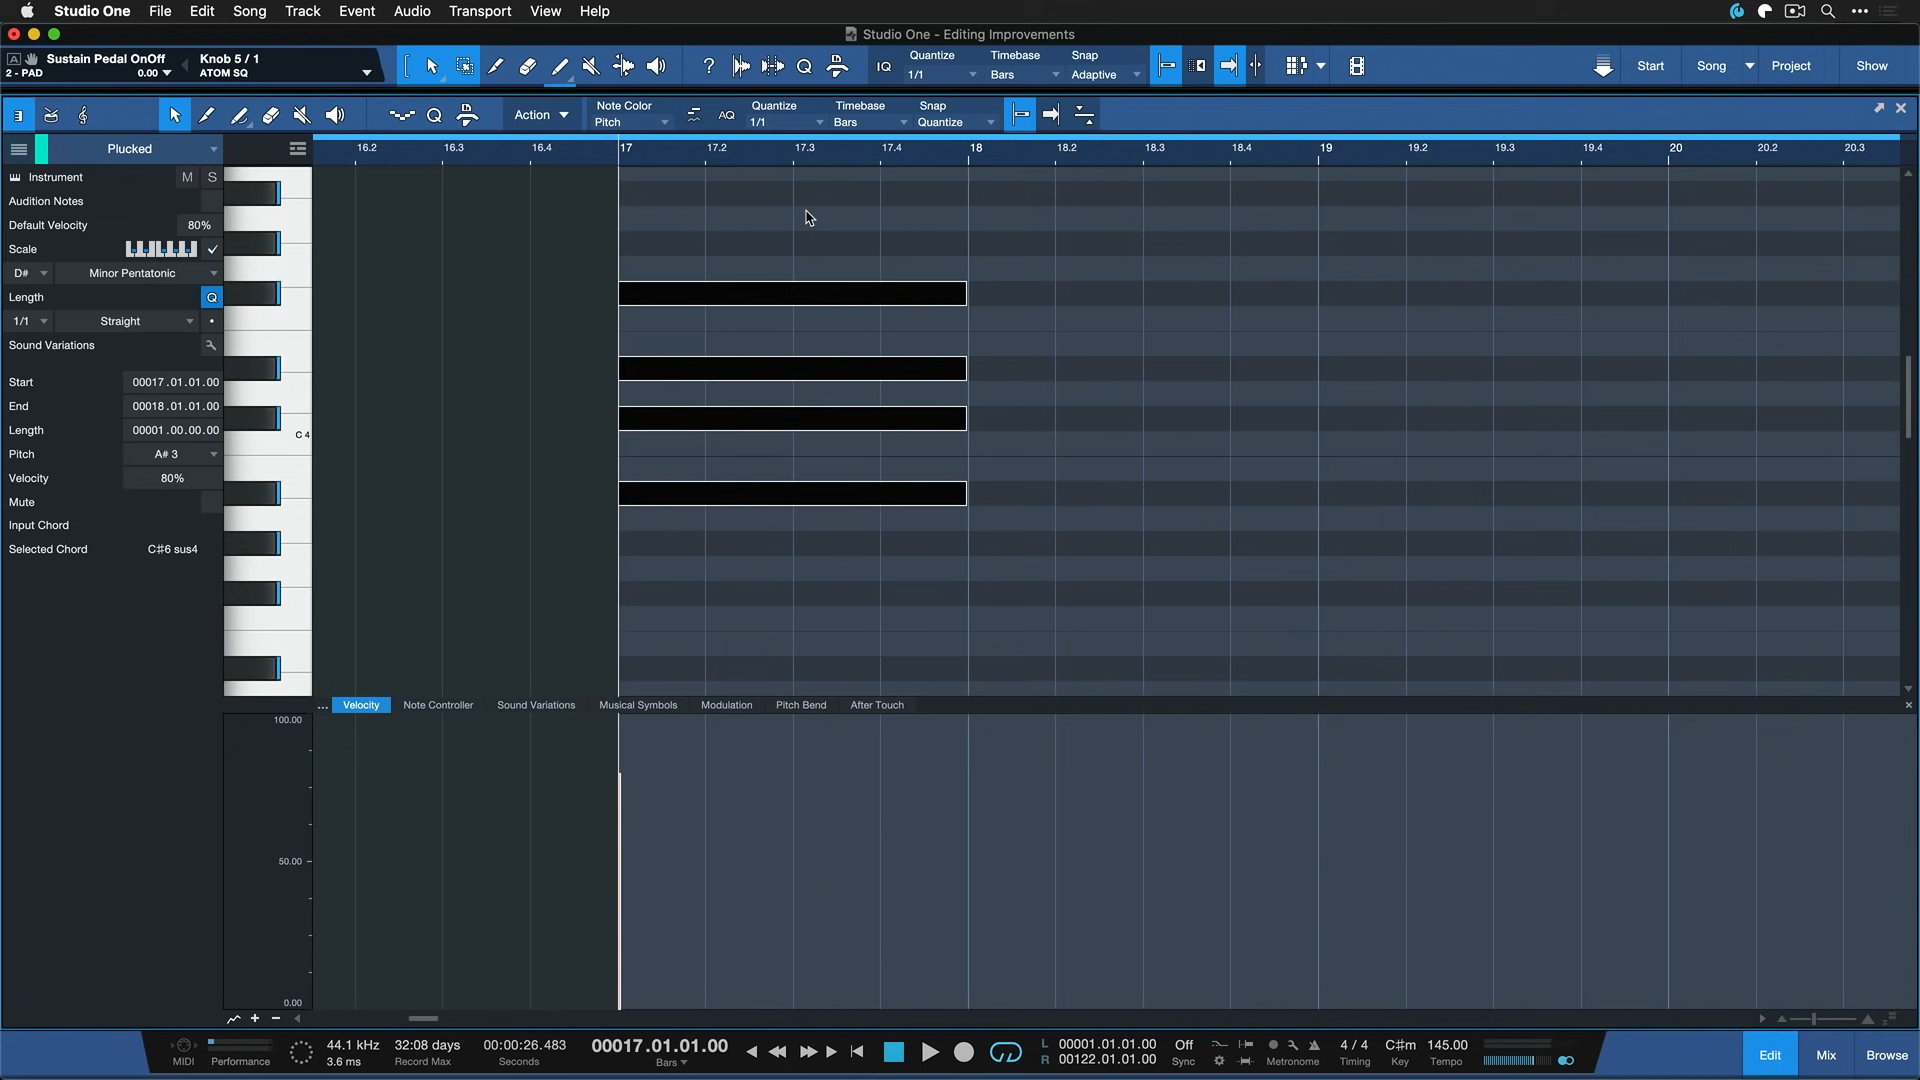 Studio One File Edit Song Track Event Audio Transport View Help
Studio One - Editing Improvements
Sustain Pedal OnOff Knob 5 / 1
2 - PAD 0.00 ATOM SQ
IQ Quantize Timebase Snap
1/1 Bars Adaptive
Start Song Project Show
Action Note Color AQ Quantize Timebase Snap
Pitch 1/1 Bars Quantize
Plucked
16.2 16.3 16.4 17 17.2 17.3 17.4 18 18.2 18.3 18.4 19 19.2 19.3 19.4 20 20.2 20.3
Instrument M S
Audition Notes
Default Velocity 80%
Scale
D# Minor Pentatonic
Length Q
1/1 Straight
Sound Variations
Start 00017.01.01.00
End 00018.01.01.00
Length 00001.00.00.00
C 4
Pitch A# 3
Velocity 80%
Mute
Input Chord
Selected Chord C#6 sus4
... Velocity Note Controller Sound Variations Musical Symbols Modulation Pitch Bend After Touch
100.00
50.00
0.00
MIDI Performance
44.1 kHz 32:08 days 00:00:26.483 00017.01.01.00
3.6 ms Record Max Seconds Bars
L 00001.01.01.00 Off 4 / 4 C#m 145.00
R 00122.01.01.00 Sync Metronome Timing Key Tempo
Edit Mix Browse